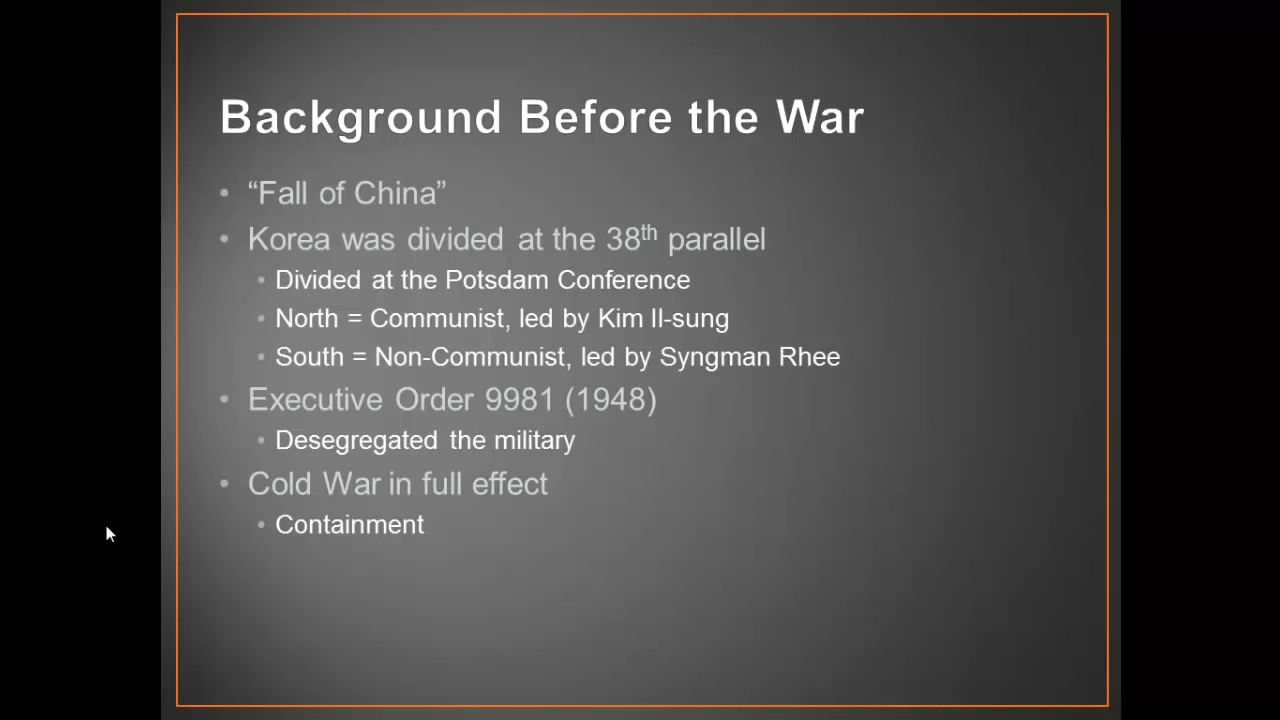 Background Before the War
• “Fall of China”
• Korea was divided at the 38th parallel
• Divided at the Potsdam Conference
• North = Communist, led by Kim Il-sung
• South = Non-Communist, led by Syngman Rhee
• Executive Order 9981 (1948)
• Desegregated the military
• Cold War in full effect
• Containment